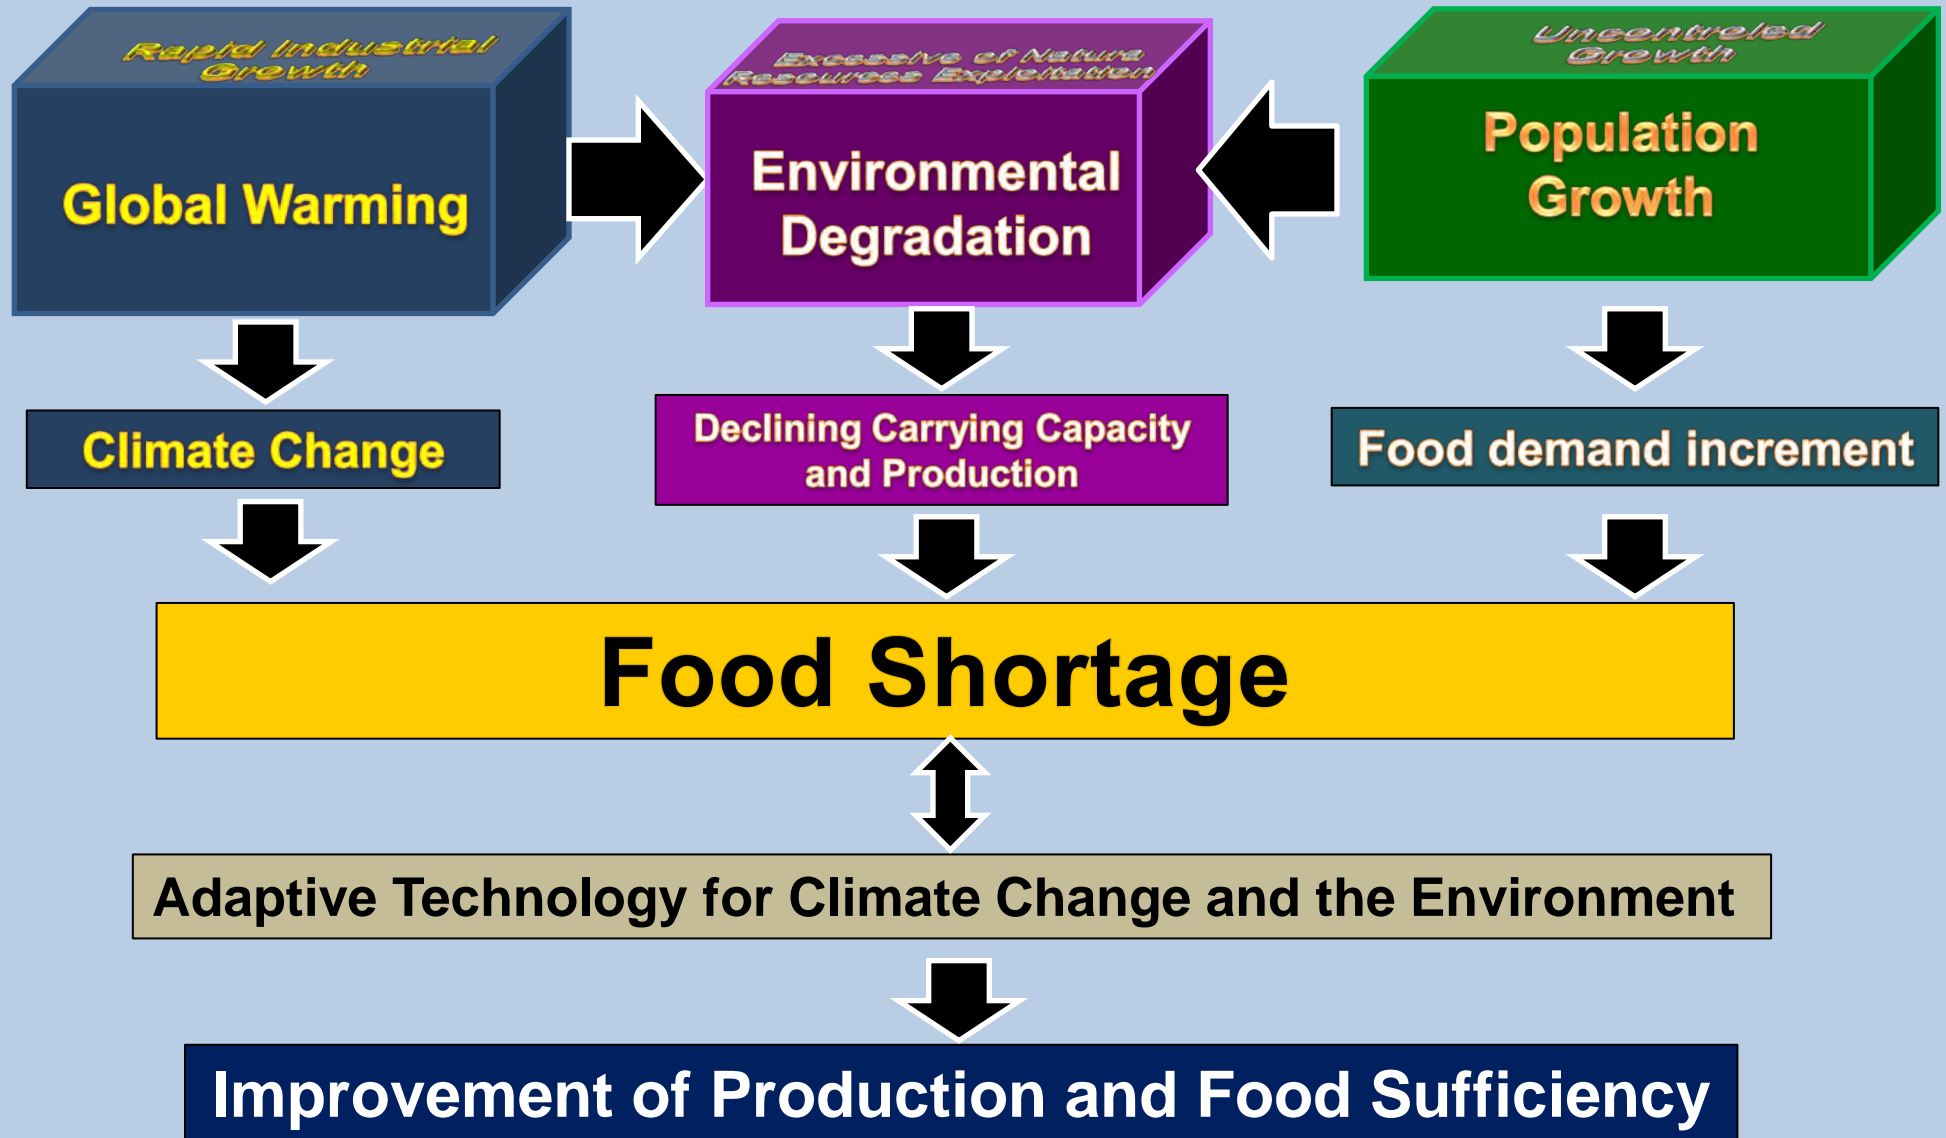 Rapid Industrial
Growth
Global Warming
Excessive of Natura
Resources Exploitation
Environmental
Degradation
Uncontroled
Growth
Population
Growth
Climate Change
Declining Carrying Capacity
and Production
Food demand increment
Food Shortage
Adaptive Technology for Climate Change and the Environment
Improvement of Production and Food Sufficiency